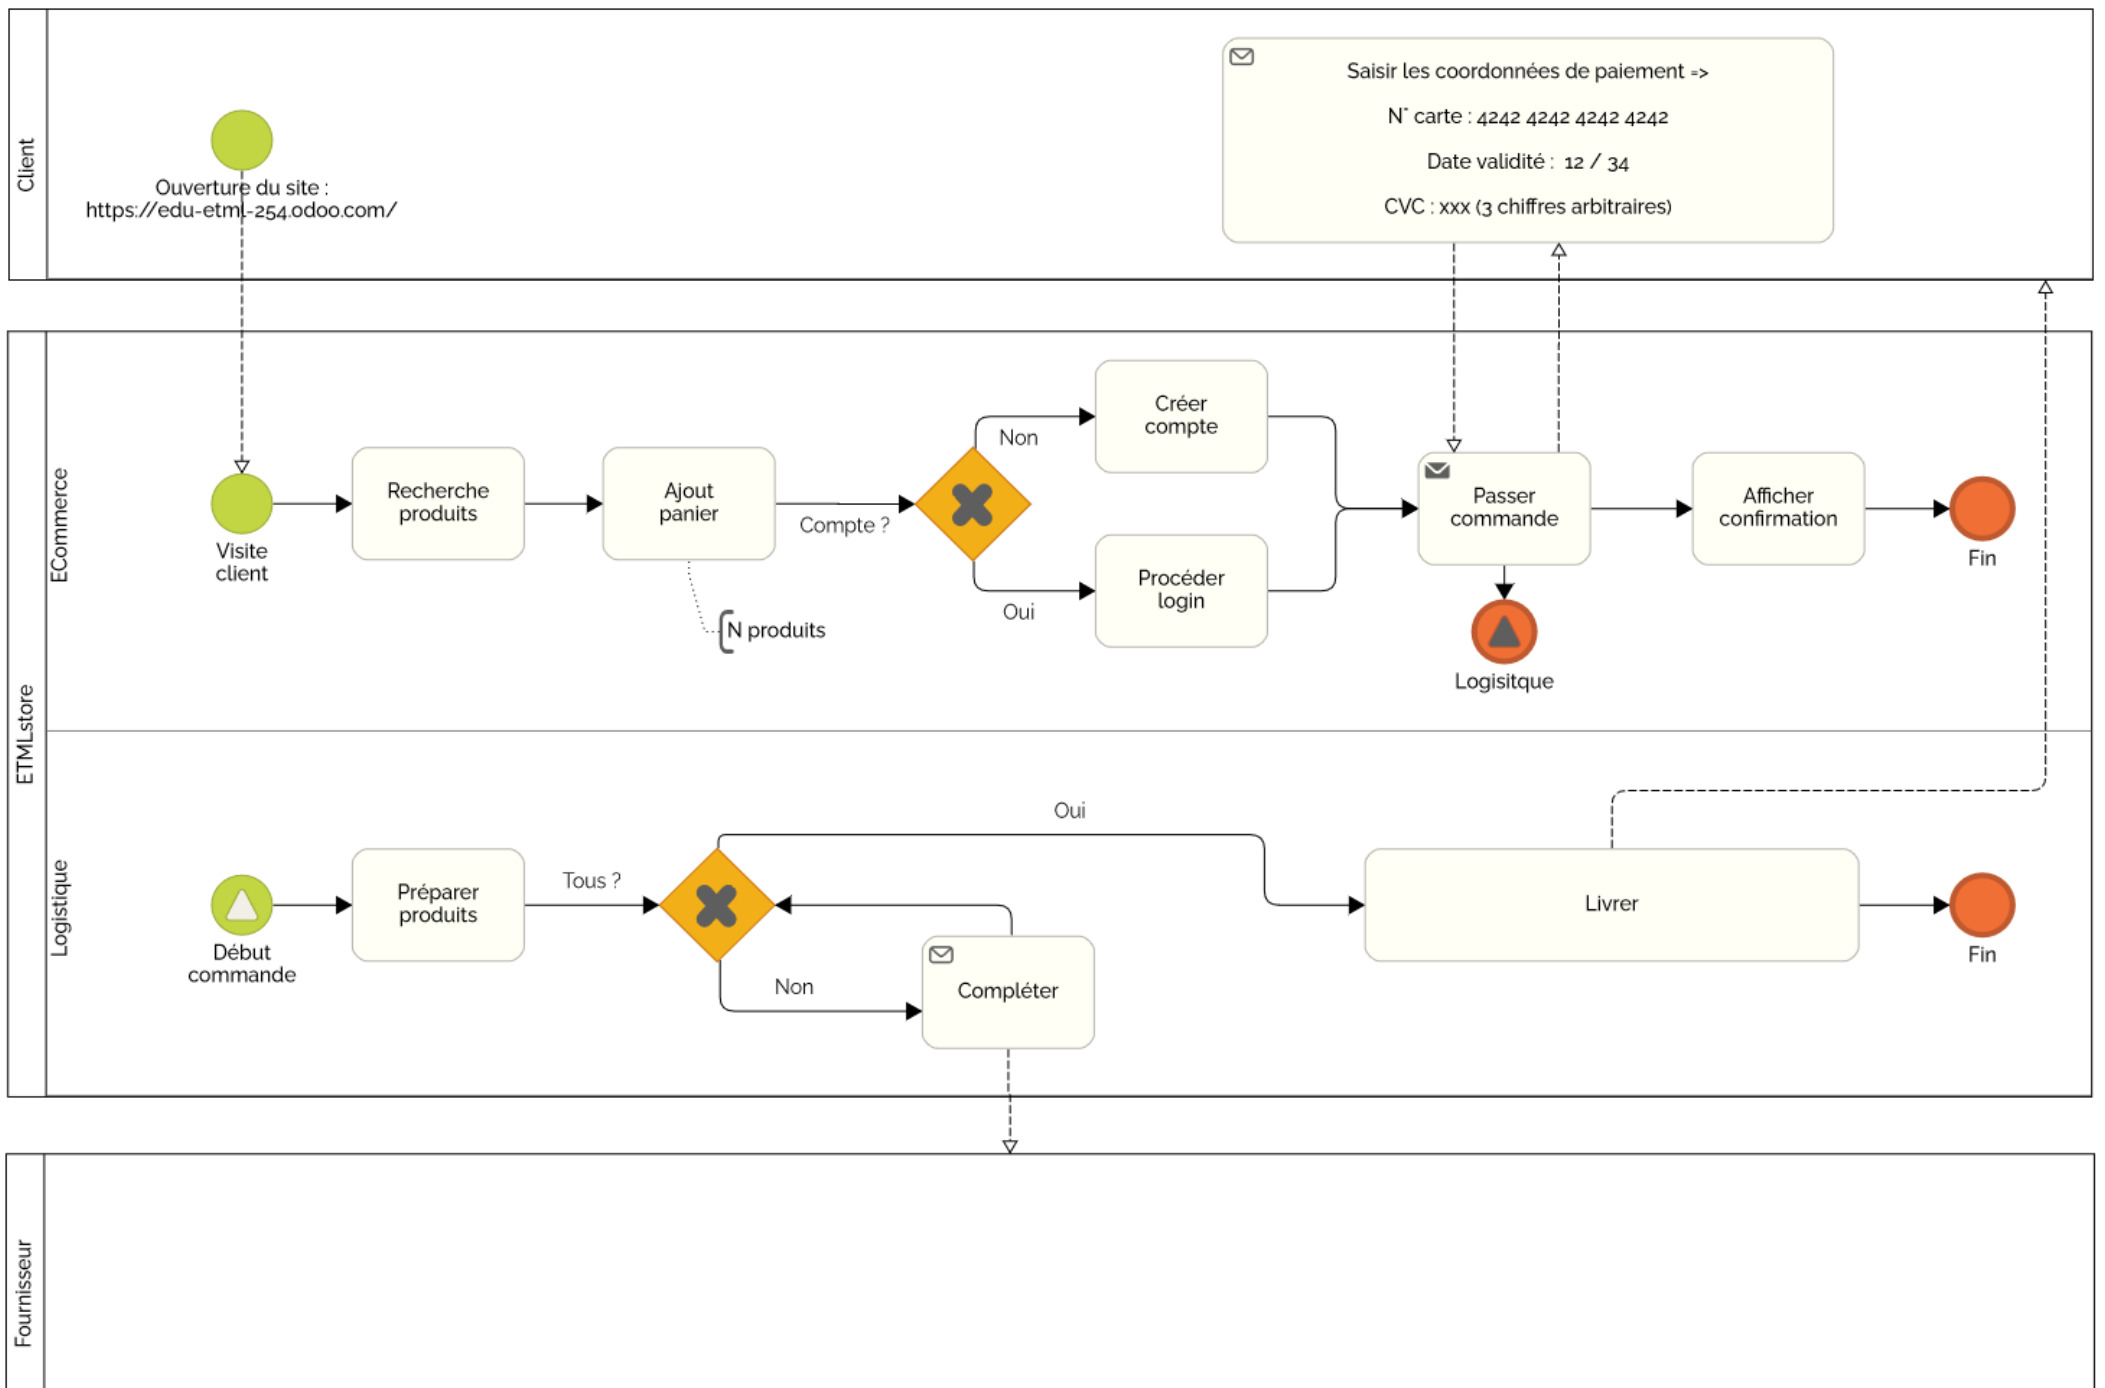 Client
Ouverture du site :
https://edu-etml-254.odoo.com/
Saisir les coordonnées de paiement =>
N° carte : 4242 4242 4242 4242
Date validité : 12 / 34
CVC : xxx (3 chiffres arbitraires)
ETMLstore
ECommerce
Visite
client
Recherche
produits
Ajout
panier
N produits
Compte ?
Non
Oui
Créer
compte
Procéder
login
Passer
commande
Logisitque
Afficher
confirmation
Fin
Logistique
Début
commande
Préparer
produits
Tous ?
Oui
Non
Compléter
Livrer
Fin
Fournisseur